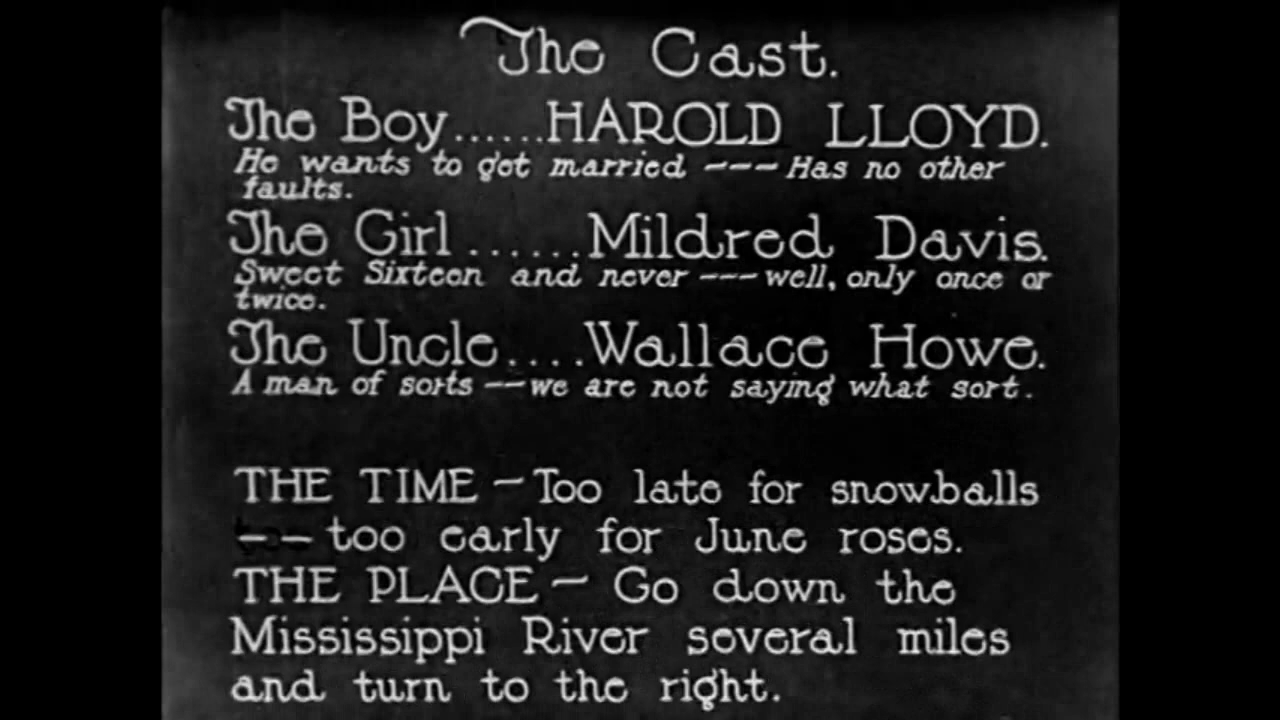 The Cast.
The Boy......HAROLD LLOYD.
He wants to get married --- Has no other
faults.
The Girl ......Mildred Davis.
Sweet Sixteen and never --- well, only once or
twice.
The Uncle....Wallace Howe.
A man of sorts -- we are not saying what sort.
THE TIME - Too late for snowballs
-- too early for June roses.
THE PLACE - Go down the
Mississippi River several miles
and turn to the right.